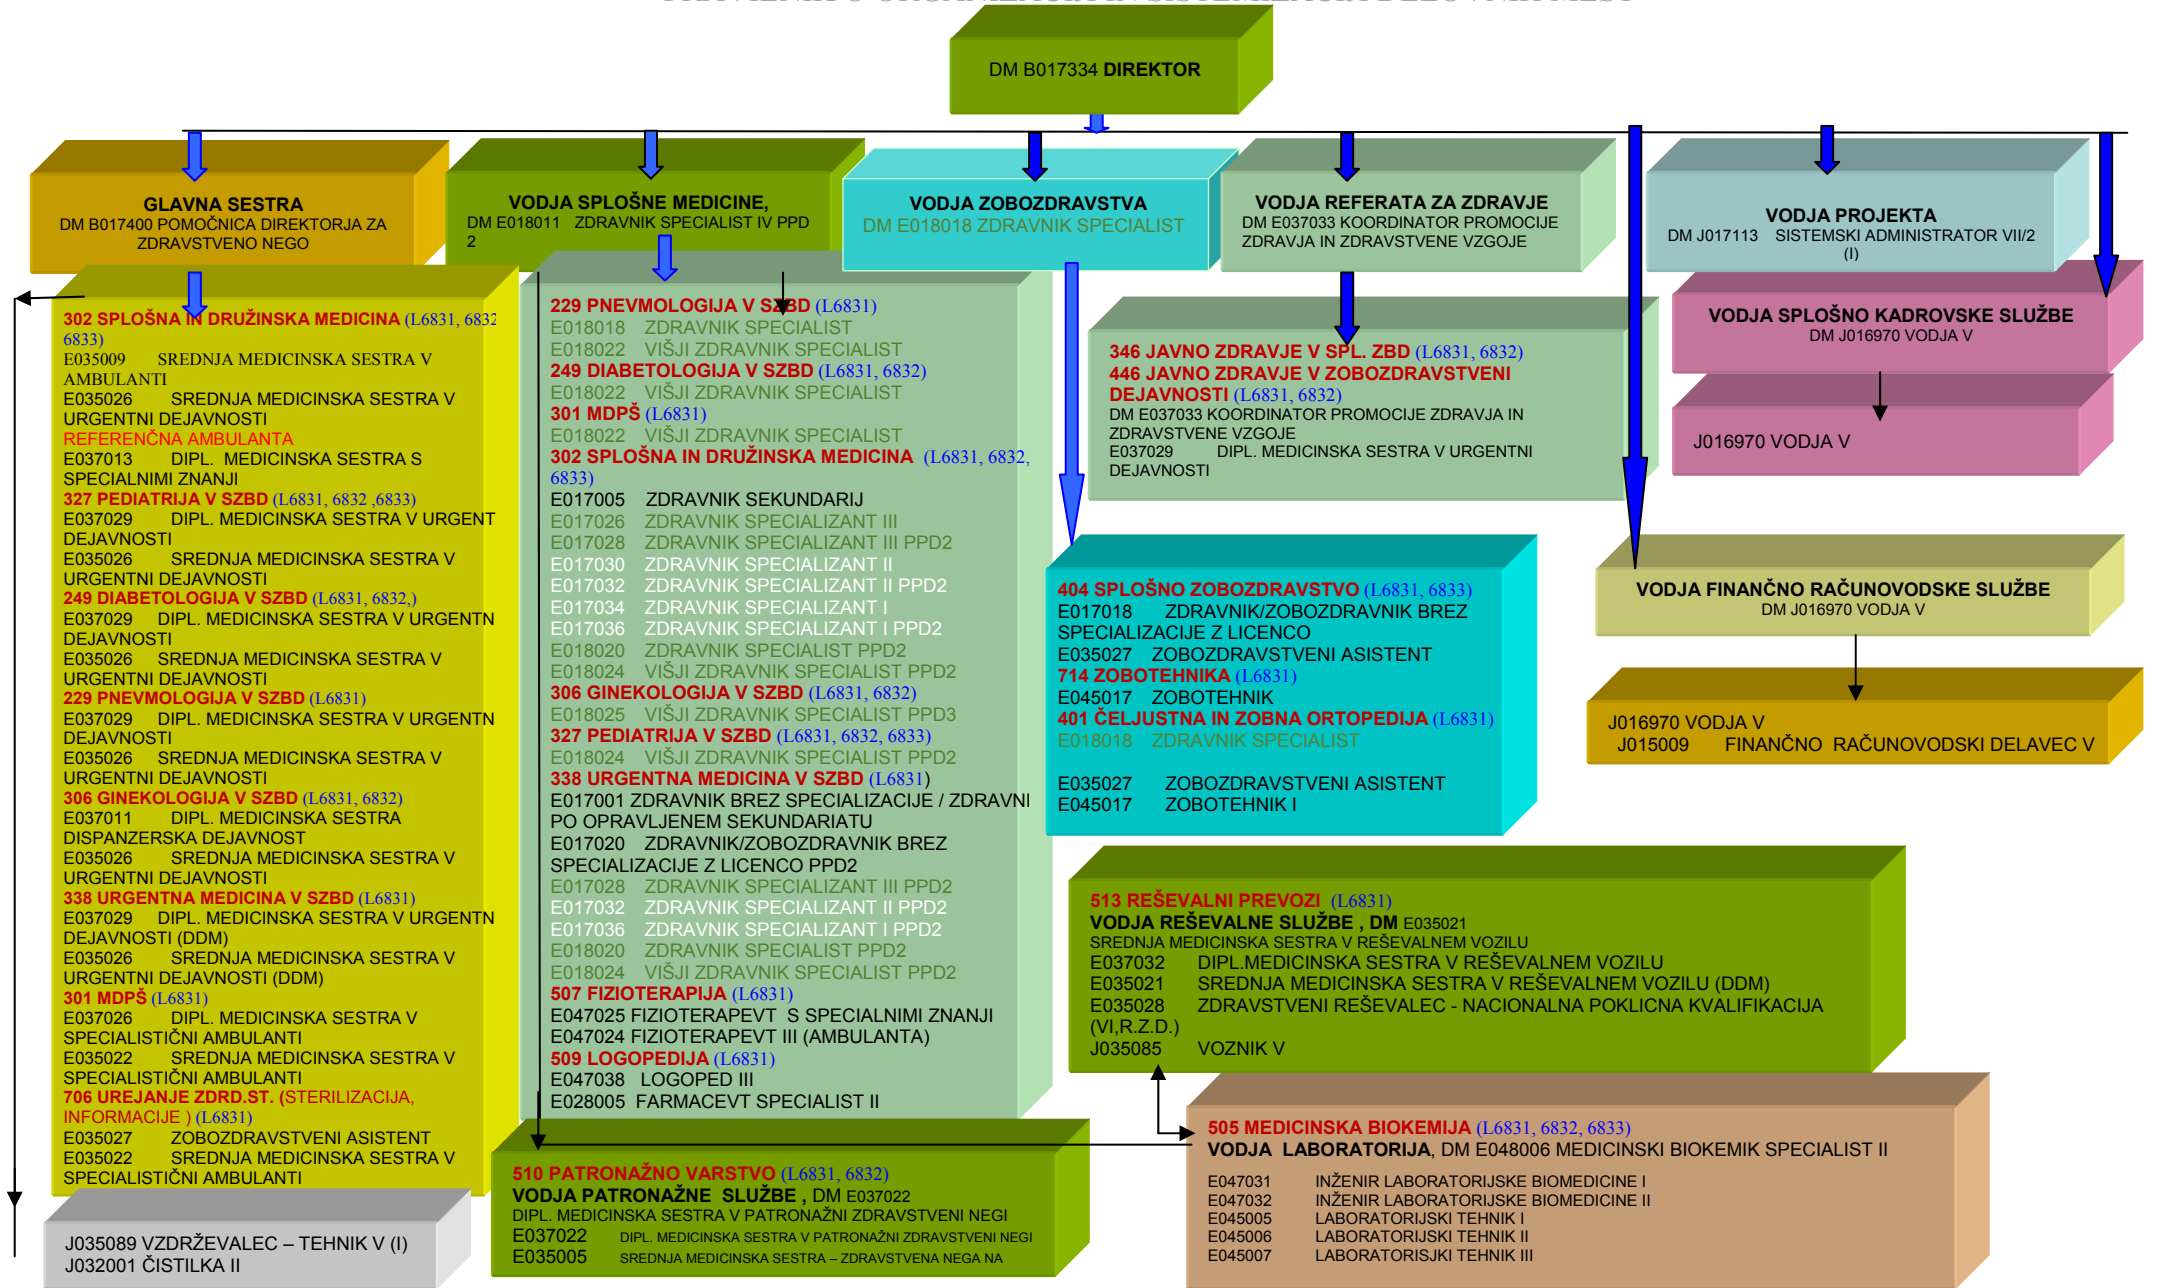 DM B017334 DIREKTOR
GLAVNA SESTRA
DM B017400 POMOČNICA DIREKTORJA ZA
ZDRAVSTVENO NEGO
VODJA SPLOŠNE MEDICINE,
DM E018011 ZDRAVNIK SPECIALIST IV PPD
2
VODJA ZOBOZDRAVSTVA
DM E018018 ZDRAVNIK SPECIALIST
VODJA REFERATA ZA ZDRAVJE
DM E037033 KOORDINATOR PROMOCIJE
ZDRAVJA IN ZDRAVSTVENE VZGOJE
VODJA PROJEKTA
DM J017113 SISTEMSKI ADMINISTRATOR VII/2
(I)
302 SPLOŠNA IN DRUŽINSKA MEDICINA (L6831, 6832
6833)
E035009 SREDNJA MEDICINSKA SESTRA V
AMBULANTI
E035026 SREDNJA MEDICINSKA SESTRA V
URGENTNI DEJAVNOSTI
REFERENČNA AMBULANTA
E037013 DIPL. MEDICINSKA SESTRA S
SPECIALNIMI ZNANJI
327 PEDIATRIJA V SZBD (L6831, 6832 ,6833)
E037029 DIPL. MEDICINSKA SESTRA V URGENT
DEJAVNOSTI
E035026 SREDNJA MEDICINSKA SESTRA V
URGENTNI DEJAVNOSTI
249 DIABETOLOGIJA V SZBD (L6831, 6832,)
E037029 DIPL. MEDICINSKA SESTRA V URGENTN
DEJAVNOSTI
E035026 SREDNJA MEDICINSKA SESTRA V
URGENTNI DEJAVNOSTI
229 PNEVMOLOGIJA V SZBD (L6831)
E037029 DIPL. MEDICINSKA SESTRA V URGENTN
DEJAVNOSTI
E035026 SREDNJA MEDICINSKA SESTRA V
URGENTNI DEJAVNOSTI
306 GINEKOLOGIJA V SZBD (L6831, 6832)
E037011 DIPL. MEDICINSKA SESTRA
DISPANZERSKA DEJAVNOST
E035026 SREDNJA MEDICINSKA SESTRA V
URGENTNI DEJAVNOSTI
338 URGENTNA MEDICINA V SZBD (L6831)
E037029 DIPL. MEDICINSKA SESTRA V URGENTN
DEJAVNOSTI (DDM)
E035026 SREDNJA MEDICINSKA SESTRA V
URGENTNI DEJAVNOSTI (DDM)
301 MDPŠ (L6831)
E037026 DIPL. MEDICINSKA SESTRA V
SPECIALISTIČNI AMBULANTI
E035022 SREDNJA MEDICINSKA SESTRA V
SPECIALISTIČNI AMBULANTI
706 UREJANJE ZDRD.ST. (STERILIZACIJA,
INFORMACIJE ) (L6831)
E035027 ZOBOZDRAVSTVENI ASISTENT
E035022 SREDNJA MEDICINSKA SESTRA V
SPECIALISTIČNI AMBULANTI
J035089 VZDRŽEVALEC – TEHNIK V (I)
J032001 ČISTILKA II
229 PNEVMOLOGIJA V SZBD (L6831)
E018018 ZDRAVNIK SPECIALIST
E018022 VIŠJI ZDRAVNIK SPECIALIST
249 DIABETOLOGIJA V SZBD (L6831, 6832)
E018022 VIŠJI ZDRAVNIK SPECIALIST
301 MDPŠ (L6831)
E018022 VIŠJI ZDRAVNIK SPECIALIST
302 SPLOŠNA IN DRUŽINSKA MEDICINA (L6831, 6832,
6833)
E017005 ZDRAVNIK SEKUNDARIJ
E017026 ZDRAVNIK SPECIALIZANT III
E017028 ZDRAVNIK SPECIALIZANT III PPD2
E017030 ZDRAVNIK SPECIALIZANT II
E017032 ZDRAVNIK SPECIALIZANT II PPD2
E017034 ZDRAVNIK SPECIALIZANT I
E017036 ZDRAVNIK SPECIALIZANT I PPD2
E018020 ZDRAVNIK SPECIALIST PPD2
E018024 VIŠJI ZDRAVNIK SPECIALIST PPD2
306 GINEKOLOGIJA V SZBD (L6831, 6832)
E018025 VIŠJI ZDRAVNIK SPECIALIST PPD3
327 PEDIATRIJA V SZBD (L6831, 6832, 6833)
E018024 VIŠJI ZDRAVNIK SPECIALIST PPD2
338 URGENTNA MEDICINA V SZBD (L6831)
E017001 ZDRAVNIK BREZ SPECIALIZACIJE / ZDRAVNI
PO OPRAVLJENEM SEKUNDARIATU
E017020 ZDRAVNIK/ZOBOZDRAVNIK BREZ
SPECIALIZACIJE Z LICENCO PPD2
E017028 ZDRAVNIK SPECIALIZANT III PPD2
E017032 ZDRAVNIK SPECIALIZANT II PPD2
E017036 ZDRAVNIK SPECIALIZANT I PPD2
E018020 ZDRAVNIK SPECIALIST PPD2
E018024 VIŠJI ZDRAVNIK SPECIALIST PPD2
507 FIZIOTERAPIJA (L6831)
E047025 FIZIOTERAPEVT S SPECIALNIMI ZNANJI
E047024 FIZIOTERAPEVT III (AMBULANTA)
509 LOGOPEDIJA (L6831)
E047038 LOGOPED III
E028005 FARMACEVT SPECIALIST II
510 PATRONAŽNO VARSTVO (L6831, 6832)
VODJA PATRONAŽNE SLUŽBE , DM E037022
DIPL. MEDICINSKA SESTRA V PATRONAŽNI ZDRAVSTVENI NEGI
E037022 DIPL. MEDICINSKA SESTRA V PATRONAŽNI ZDRAVSTVENI NEGI
E035005 SREDNJA MEDICINSKA SESTRA – ZDRAVSTVENA NEGA NA
346 JAVNO ZDRAVJE V SPL. ZBD (L6831, 6832)
446 JAVNO ZDRAVJE V ZOBOZDRAVSTVENI
DEJAVNOSTI (L6831, 6832)
DM E037033 KOORDINATOR PROMOCIJE ZDRAVJA IN
ZDRAVSTVENE VZGOJE
E037029 DIPL. MEDICINSKA SESTRA V URGENTNI
DEJAVNOSTI
404 SPLOŠNO ZOBOZDRAVSTVO (L6831, 6833)
E017018 ZDRAVNIK/ZOBOZDRAVNIK BREZ
SPECIALIZACIJE Z LICENCO
E035027 ZOBOZDRAVSTVENI ASISTENT
714 ZOBOTEHNIKA (L6831)
E045017 ZOBOTEHNIK
401 ČELJUSTNA IN ZOBNA ORTOPEDIJA (L6831)
E018018 ZDRAVNIK SPECIALIST
E035027 ZOBOZDRAVSTVENI ASISTENT
E045017 ZOBOTEHNIK I
513 REŠEVALNI PREVOZI (L6831)
VODJA REŠEVALNE SLUŽBE , DM E035021
SREDNJA MEDICINSKA SESTRA V REŠEVALNEM VOZILU
E037032 DIPL.MEDICINSKA SESTRA V REŠEVALNEM VOZILU
E035021 SREDNJA MEDICINSKA SESTRA V REŠEVALNEM VOZILU (DDM)
E035028 ZDRAVSTVENI REŠEVALEC - NACIONALNA POKLICNA KVALIFIKACIJA
(VI,R.Z.D.)
J035085 VOZNIK V
505 MEDICINSKA BIOKEMIJA (L6831, 6832, 6833)
VODJA LABORATORIJA, DM E048006 MEDICINSKI BIOKEMIK SPECIALIST II
E047031 INŽENIR LABORATORIJSKE BIOMEDICINE I
E047032 INŽENIR LABORATORIJSKE BIOMEDICINE II
E045005 LABORATORIJSKI TEHNIK I
E045006 LABORATORIJSKI TEHNIK II
E045007 LABORATORISJKI TEHNIK III
VODJA SPLOŠNO KADROVSKE SLUŽBE
DM J016970 VODJA V
J016970 VODJA V
VODJA FINANČNO RAČUNOVODSKE SLUŽBE
DM J016970 VODJA V
J016970 VODJA V
J015009 FINANČNO RAČUNOVODSKI DELAVEC V